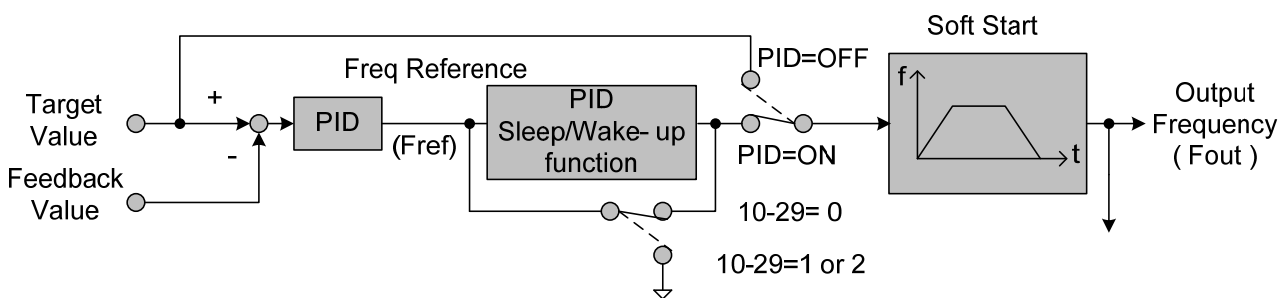 Soft Start
PID=OFF
Freq Reference
f
Target
Value
+
PID
(Fref)
PID
Sleep/Wake- up
function
PID=ON
t
Output
Frequency
( Fout )
-
Feedback
Value
10-29= 0
10-29=1 or 2